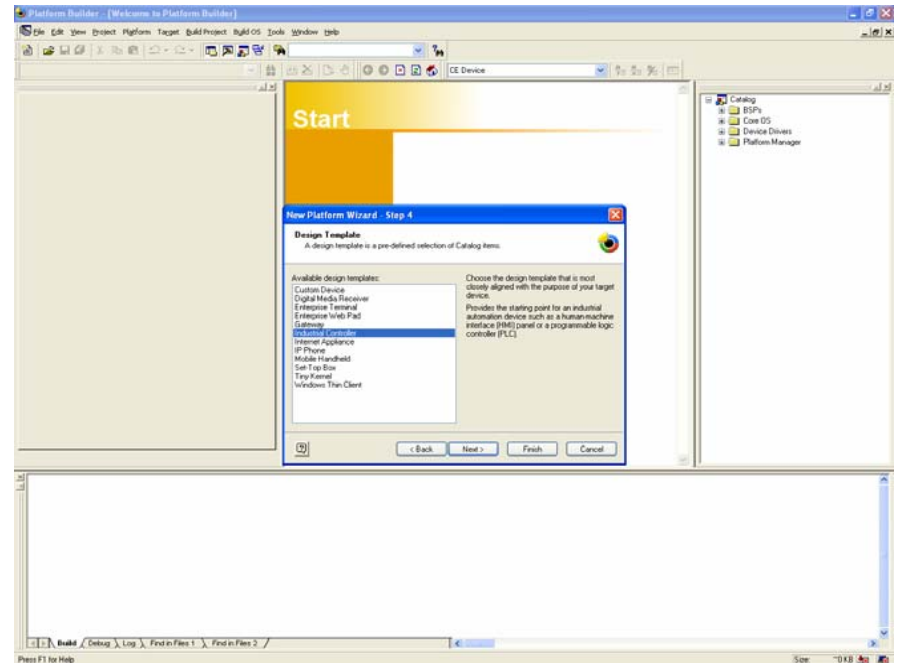 Platform Builder - [Welcome to Platform Builder]
File Edit View Project Platform Target Build Project Build OS Tools Window Help
CE Device
Start
Catalog
BSPs
Core OS
Device Drivers
Platform Manager
New Platform Wizard - Step 4
Design Template
A design template is a pre-defined selection of Catalog items.
Available design templates:
Custom Device
Digital Media Receiver
Enterprise Terminal
Enterprise Web Pad
Gateway
Industrial Controller
Internet Appliance
IP Phone
Mobile Handheld
Set-Top Box
Tiny Kernel
Windows Thin Client
Choose the design template that is most
closely aligned with the purpose of your target
device.
Provides the starting point for an industrial
automation device such as a human-machine
interface (HMI) panel or a programmable logic
controller (PLC).
< Back Next > Finish Cancel
Build Debug Log Find in Files 1 Find in Files 2
Press F1 for Help
Size: ~0 KB